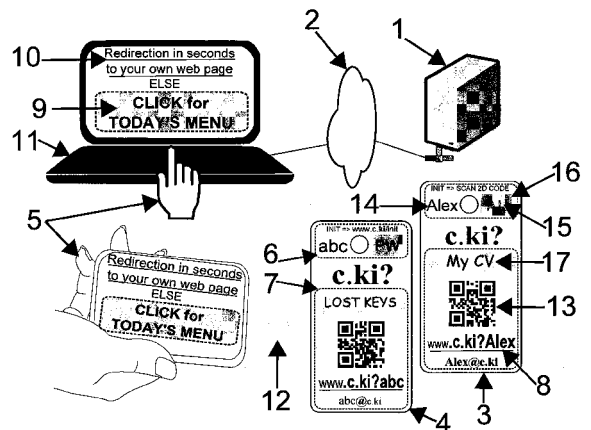 2
1
10
Redirection in seconds
to your own web page
ELSE
9
CLICK for
TODAY'S MENU
11
16
INIT => SCAN 2D CODE
14
Alex
15
5
INIT => www.c.ki/init
abc
ew
6
c.ki?
c.ki?
17
My CV
7
LOST KEYS
13
Redirection in seconds
to your own web page
ELSE
CLICK for
TODAY'S MENU
www.c.ki?Alex
www.c.ki?abc
Alex@c.ki
8
abc@c.ki
12
4
3